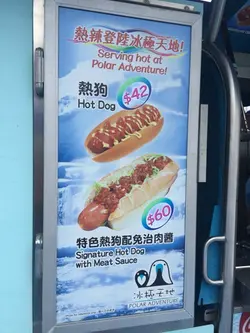 熱辣登陸冰極天地!
Serving hot at
Polar Adventure!
熱狗
Hot Dog
$42
$60
特色熱狗配免治肉醬
Signature Hot Dog
with Meat Sauce
冰極天地
POLAR ADVENTURE